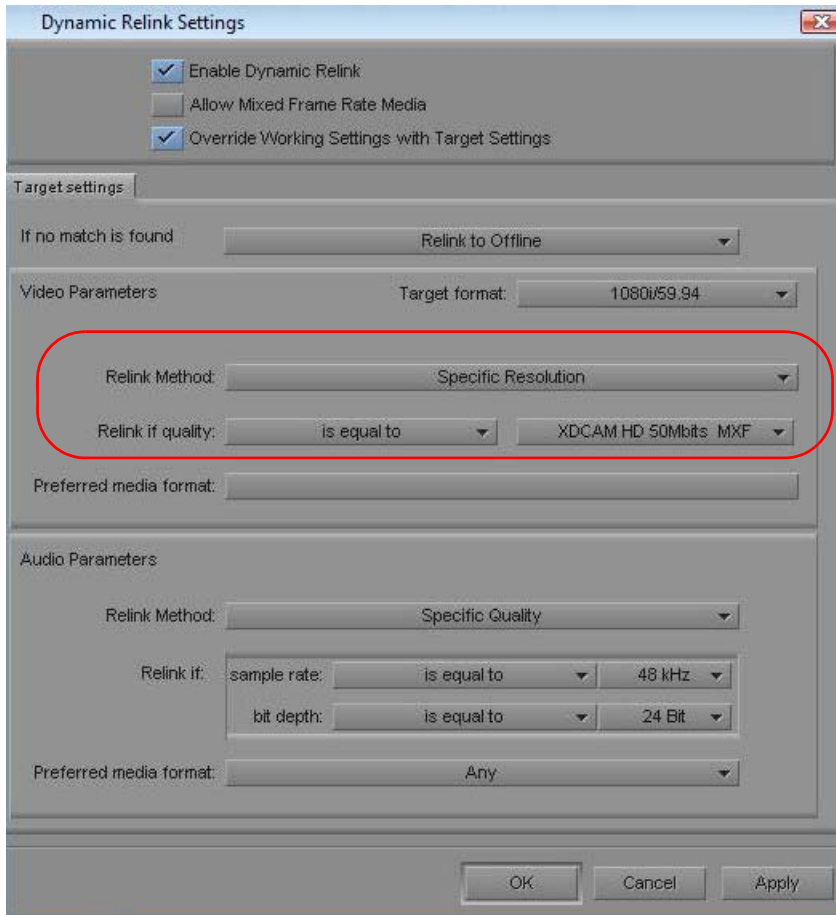 Dynamic Relink Settings
Enable Dynamic Relink
Allow Mixed Frame Rate Media
Override Working Settings with Target Settings
Target settings
If no match is found Relink to Offline
Video Parameters Target format: 1080i/59.94
Relink Method: Specific Resolution
Relink if quality: is equal to XDCAM HD 50Mbits MXF
Preferred media format:
Audio Parameters
Relink Method: Specific Quality
Relink if: sample rate: is equal to 48 kHz
bit depth: is equal to 24 Bit
Preferred media format: Any
OK Cancel Apply